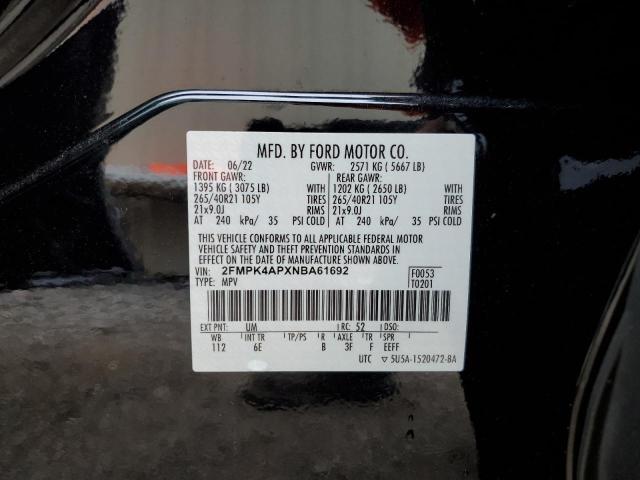 MFD. BY FORD MOTOR CO.
DATE: 06/22 GVWR: 2571 KG ( 5667 LB)
FRONT GAWR: REAR GAWR:
1395 KG ( 3075 LB) WITH 1202 KG ( 2650 LB) WITH
265/40R21 105Y TIRES 265/40R21 105Y TIRES
21x9.0J RIMS 21x9.0J RIMS
AT 240 kPa/ 35 PSI COLD AT 240 kPa/ 35 PSI COLD
THIS VEHICLE CONFORMS TO ALL APPLICABLE FEDERAL MOTOR
VEHICLE SAFETY AND THEFT PREVENTION STANDARDS IN
EFFECT ON THE DATE OF MANUFACTURE SHOWN ABOVE.
VIN: 2FMPK4APXNBA61692 F0053
TYPE: MPV T0201
EXT PNT: UM RC: 52 DSO:
WB INT TR TP/PS R AXLE TR SPR
112 6E B 3F F EEFF
UTC ▽ 5U5A-1520472-BA